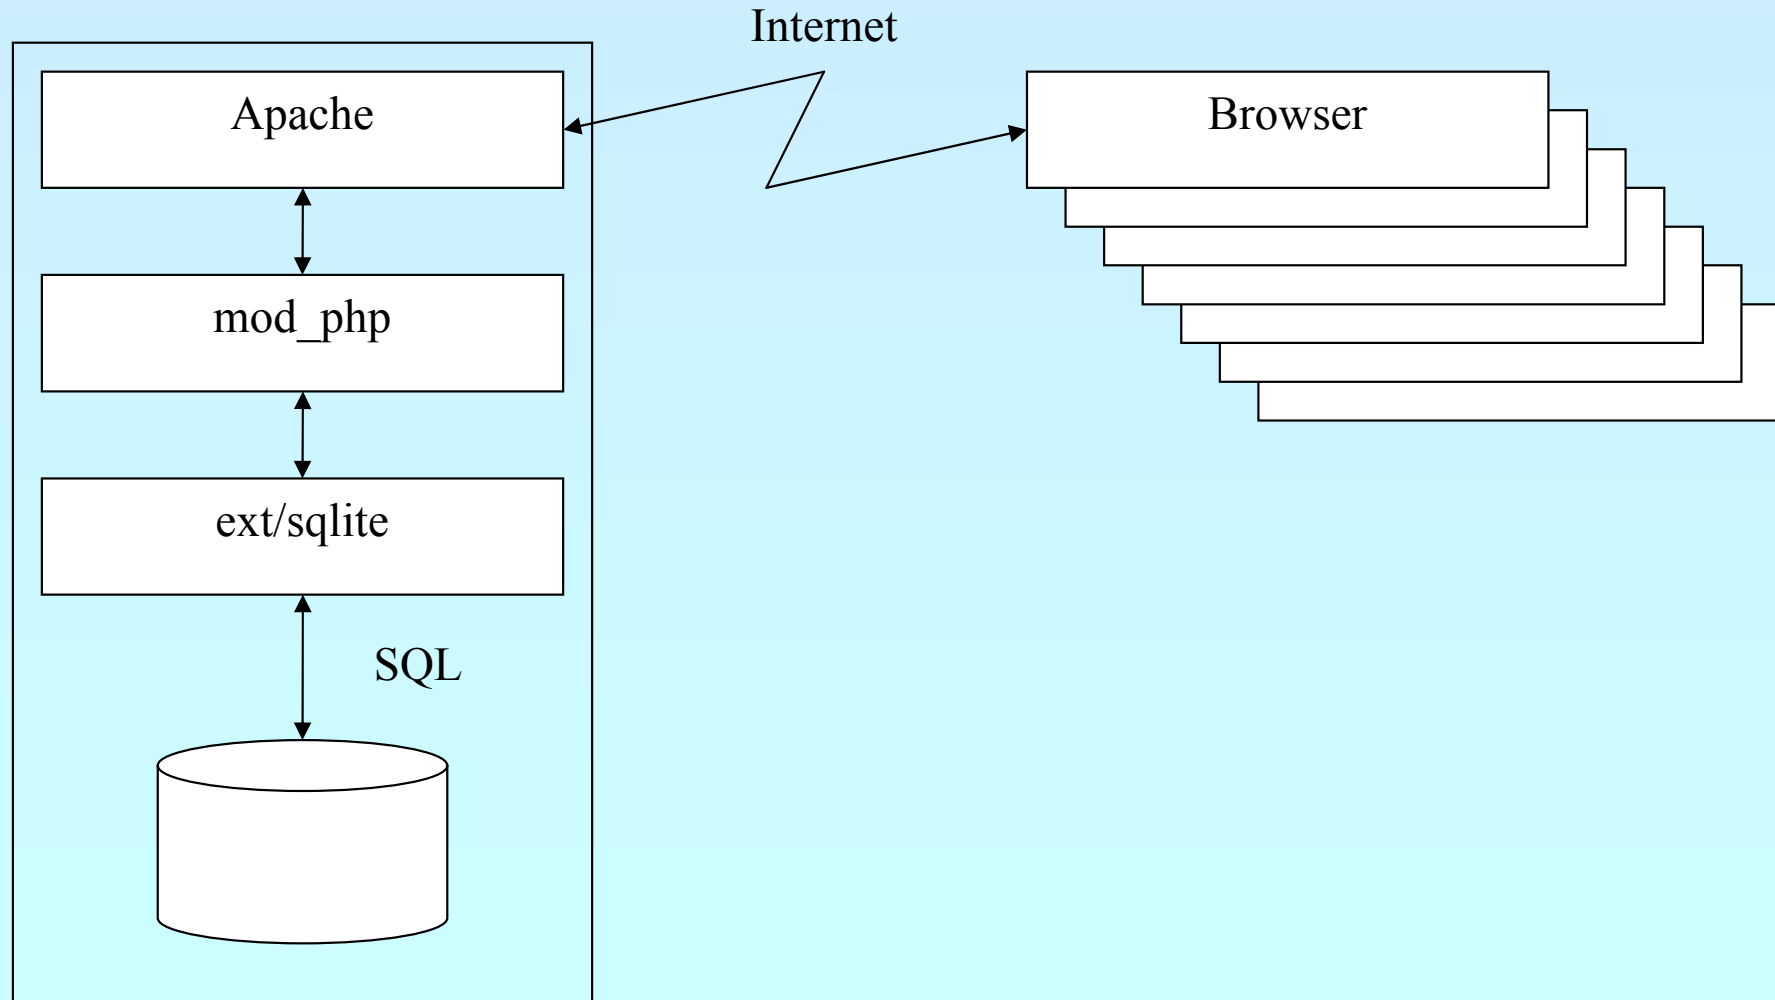 Internet
Apache
Browser
mod_php
ext/sqlite
SQL